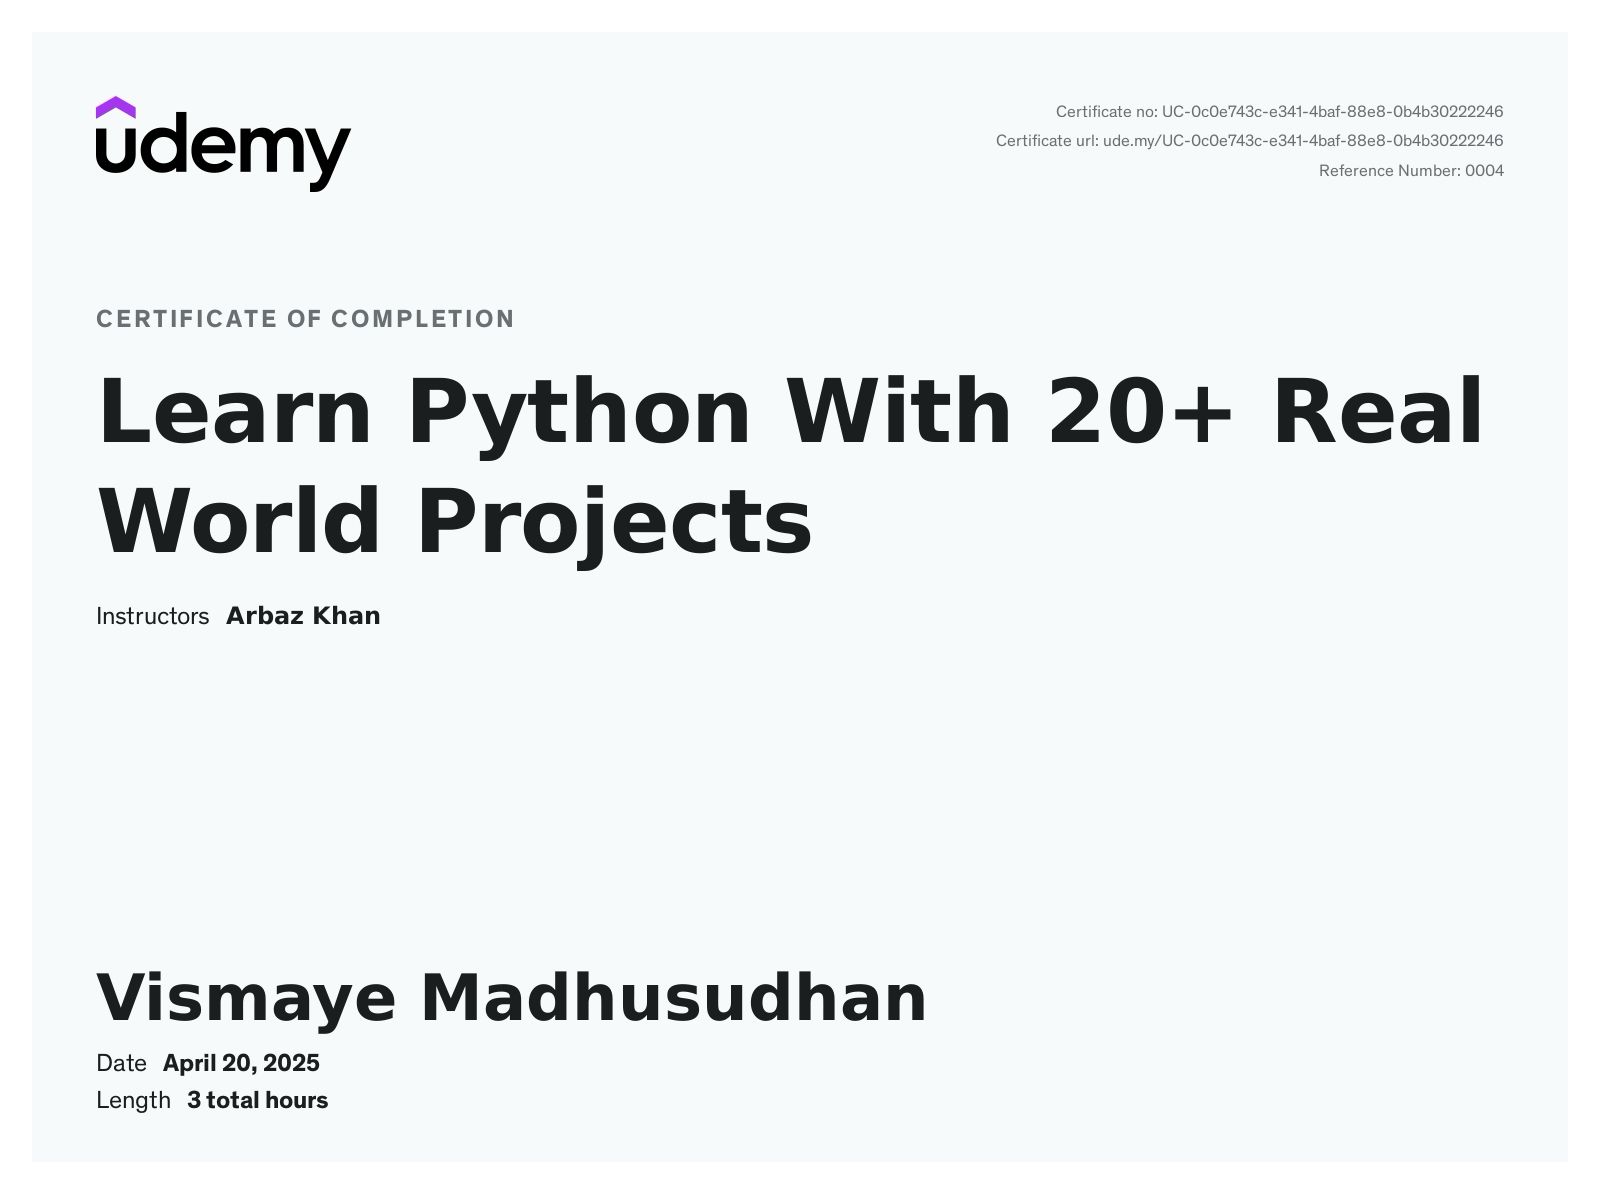 udemy
Certificate no: UC-0c0e743c-e341-4baf-88e8-0b4b30222246
Certificate url: ude.my/UC-0c0e743c-e341-4baf-88e8-0b4b30222246
Reference Number: 0004
CERTIFICATE OF COMPLETION
Learn Python With 20+ Real
World Projects
Instructors Arbaz Khan
Vismaye Madhusudhan
Date April 20, 2025
Length 3 total hours